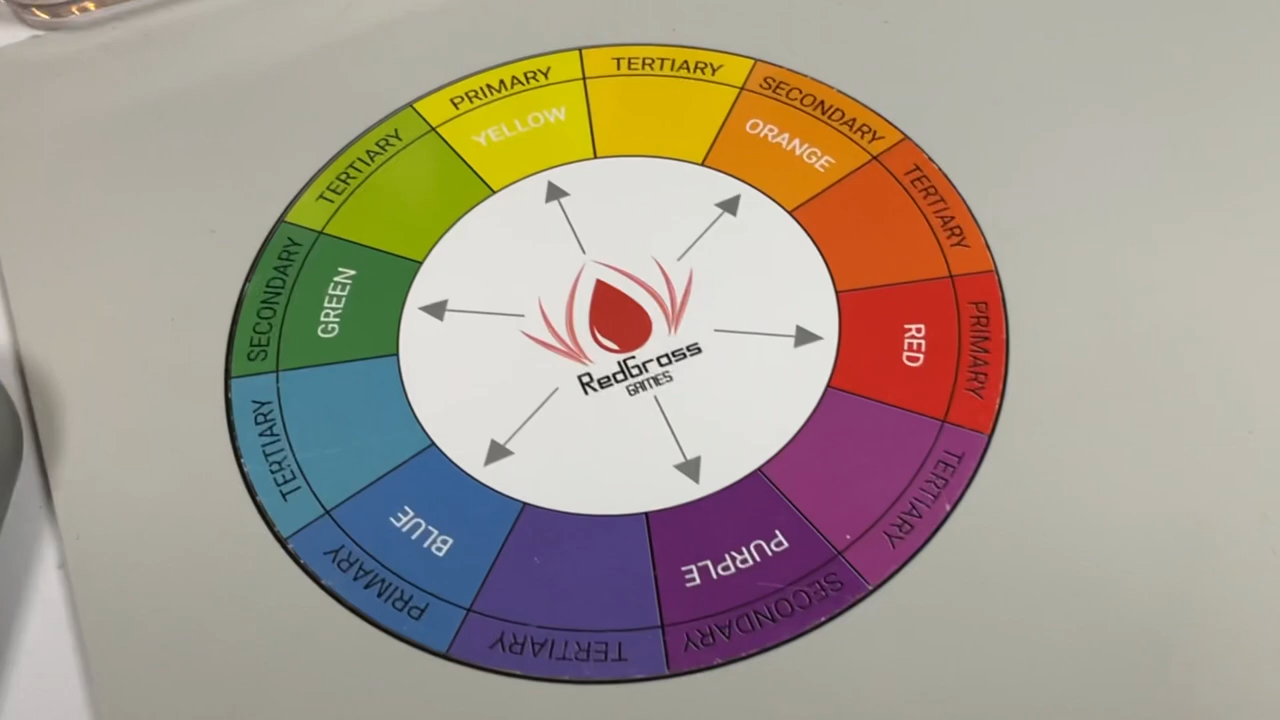 PRIMARY
YELLOW
TERTIARY
SECONDARY
ORANGE
TERTIARY
PRIMARY
RED
TERTIARY
SECONDARY
PURPLE
TERTIARY
PRIMARY
BLUE
TERTIARY
SECONDARY
GREEN
TERTIARY
RedGrass
GAMES